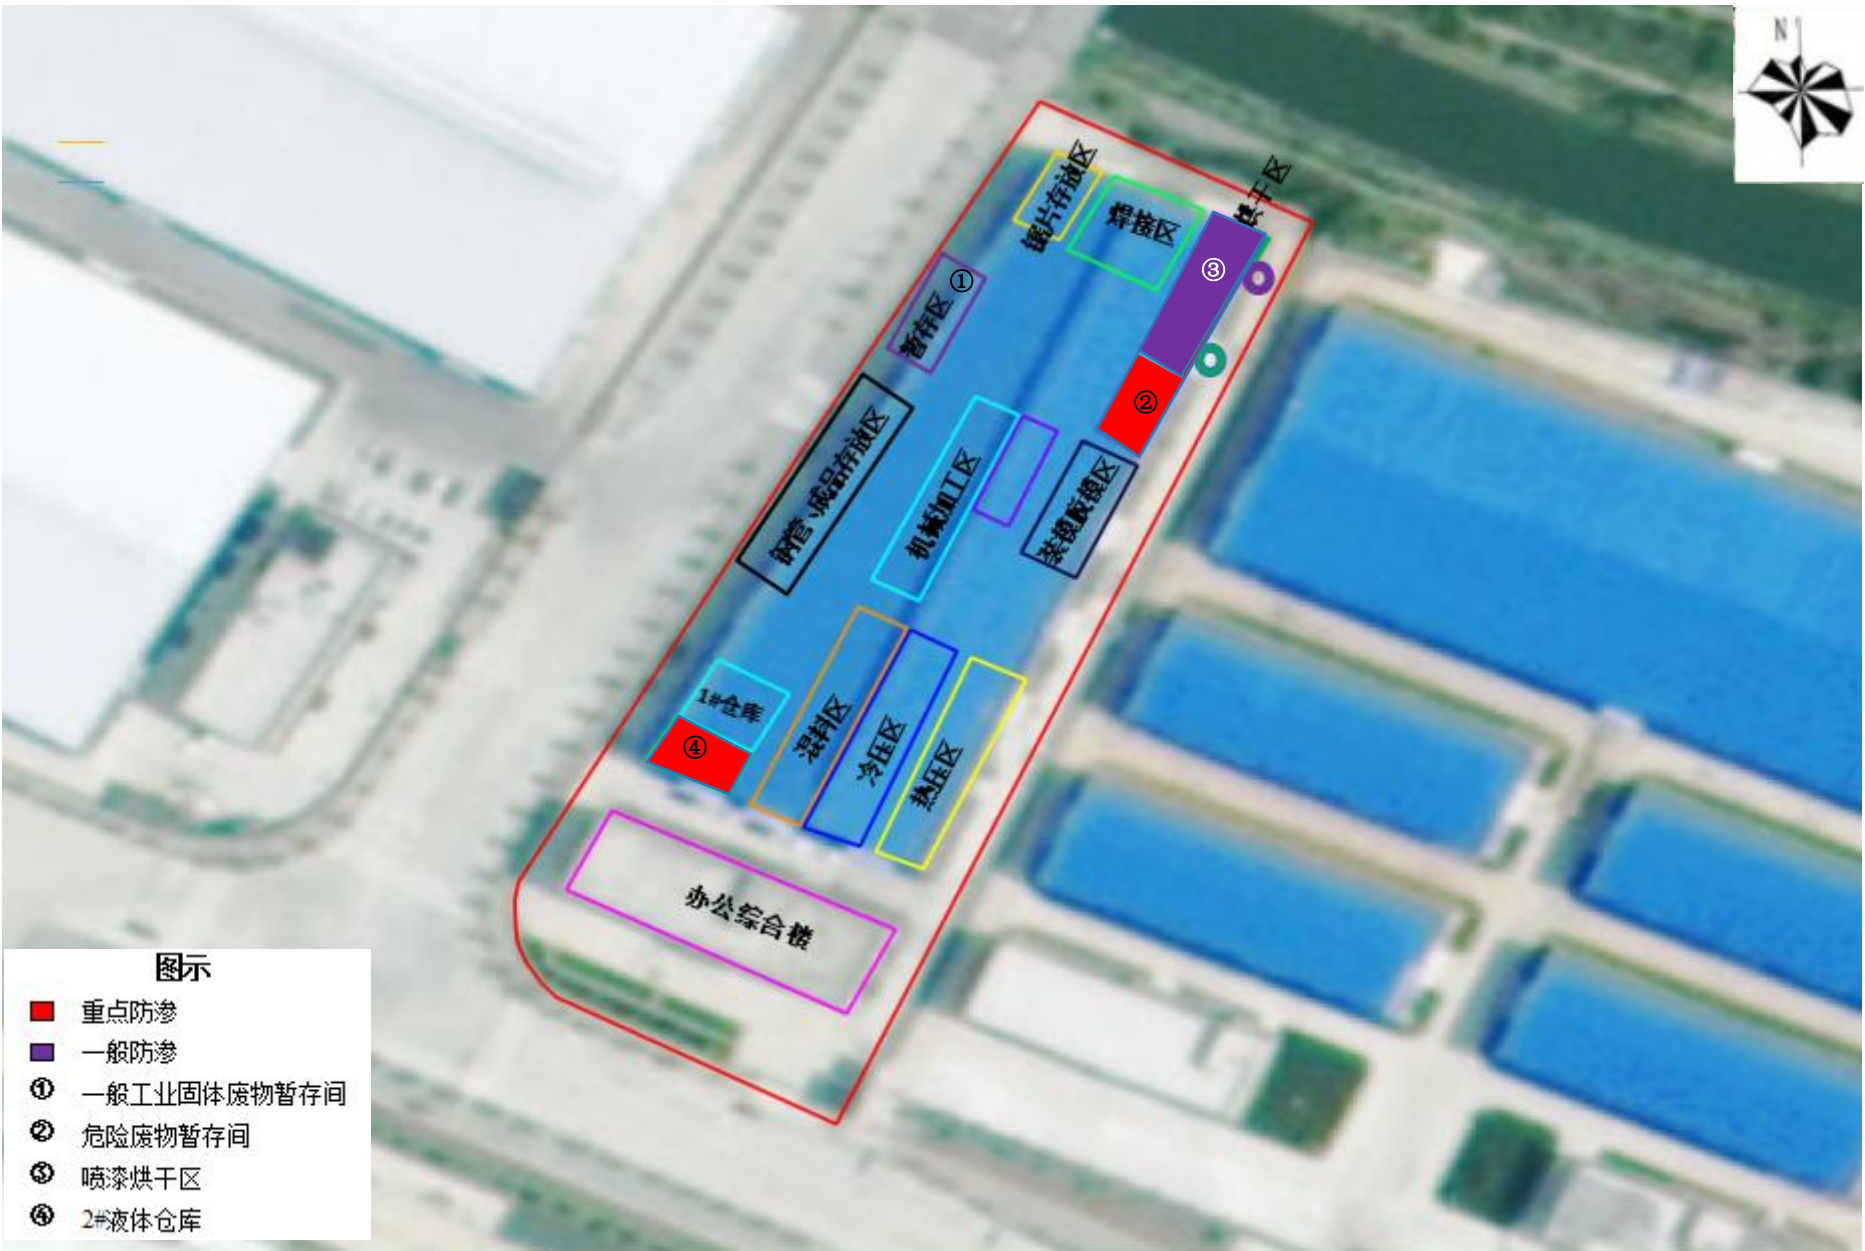 N
锯片存放区
焊接区
烘干区
③
①
暂存区
②
钢管、成品存放区
机械加工区
装模板模区
1#仓库
④
混料区
冷压区
热压区
办公综合楼
图示
重点防渗
一般防渗
① 一般工业固体废物暂存间
② 危险废物暂存间
③ 喷漆烘干区
④ 2#液体仓库